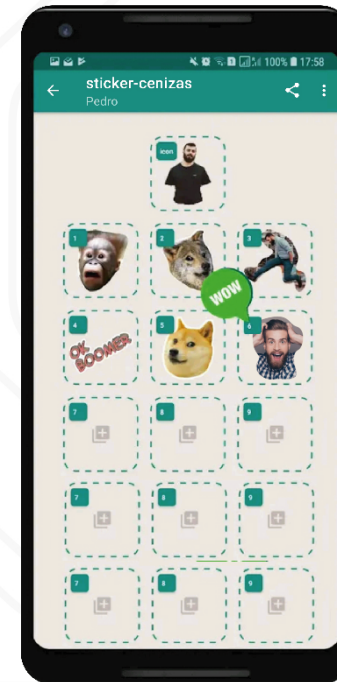 100% 17:58
sticker-cenizas
Pedro
icon
1 2 3
WOW
4 5 6
OK
BOOMER
7 8 9
7 8 9
7 8 9